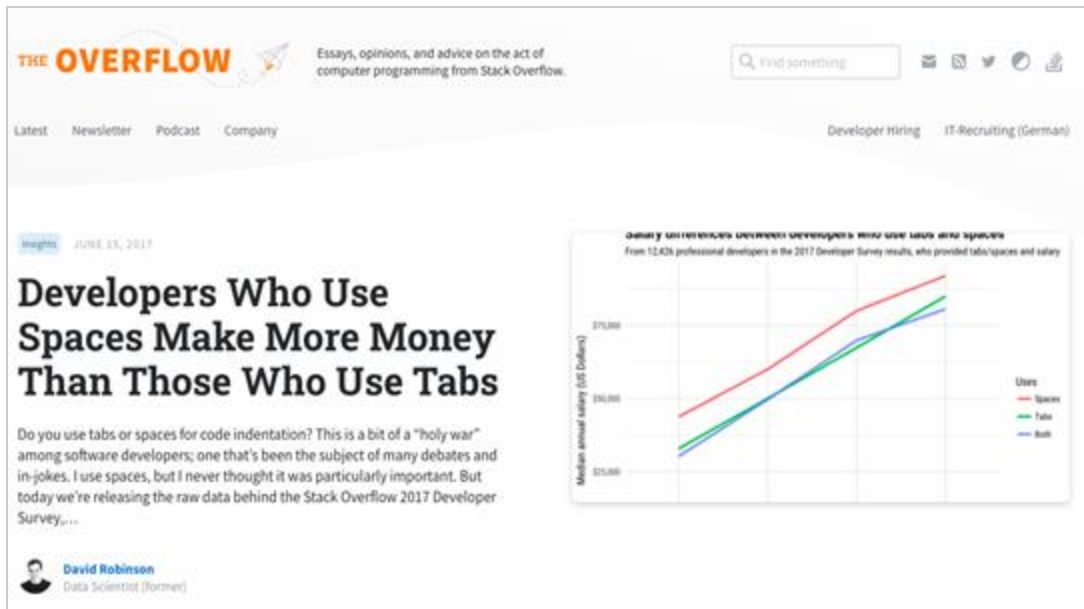 THE OVERFLOW
Essays, opinions, and advice on the act of
computer programming from Stack Overflow.
Find something
Latest Newsletter Podcast Company
Developer Hiring IT-Recruiting (German)
Insights JUNE 15, 2017
Developers Who Use
Spaces Make More Money
Than Those Who Use Tabs
Do you use tabs or spaces for code indentation? This is a bit of a “holy war”
among software developers; one that’s been the subject of many debates and
in-jokes. I use spaces, but I never thought it was particularly important. But
today we’re releasing the raw data behind the Stack Overflow 2017 Developer
Survey,…
David Robinson
Data Scientist (former)
Salary differences between developers who use tabs and spaces
From 12,426 professional developers in the 2017 Developer Survey results, who provided tabs/spaces and salary
Median annual salary (US Dollars)
$75,000
$50,000
$25,000
Uses
Spaces
Tabs
Both